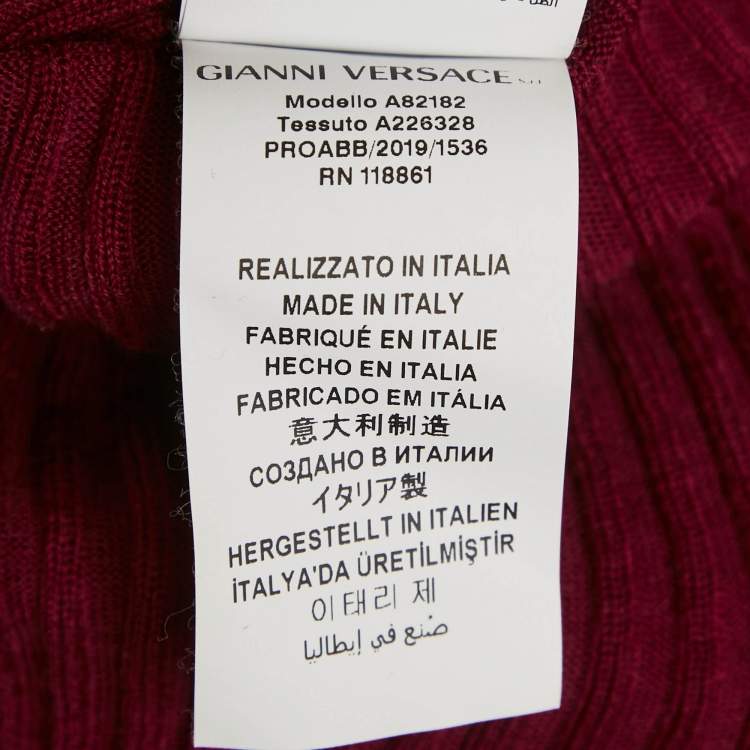 GIANNI VERSACE
Modello A82182
Tessuto A226328
PROABB/2019/1536
RN 118861
REALIZZATO IN ITALIA
MADE IN ITALY
FABRIQUÉ EN ITALIE
HECHO EN ITALIA
FABRICADO EM ITÁLIA
意大利制造
СОЗДАНО В ИТАЛИИ
イタリア製
HERGESTELLT IN ITALIEN
İTALYA'DA ÜRETİLMİŞTİR
이태리 제
صُنع في إيطاليا